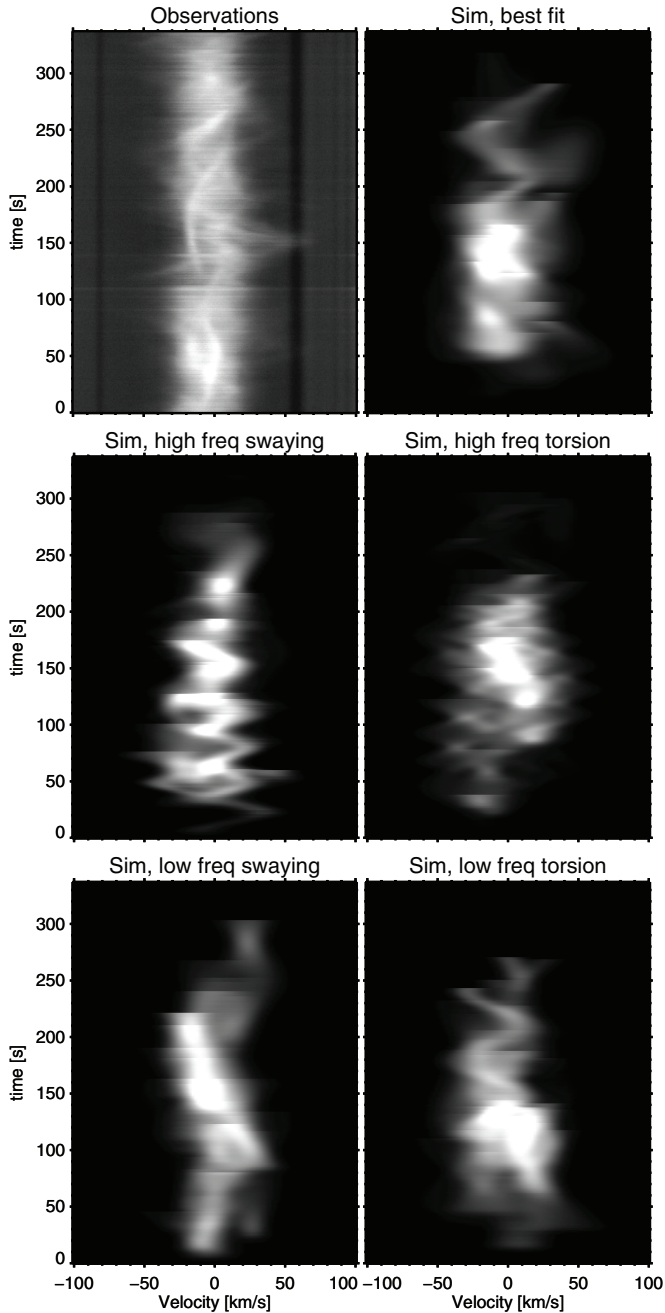 Observations
Sim, best fit
time [s]
300
250
200
150
100
50
0
Sim, high freq swaying
Sim, high freq torsion
time [s]
300
250
200
150
100
50
0
Sim, low freq swaying
Sim, low freq torsion
time [s]
300
250
200
150
100
50
0
−100 −50 0 50 100
−100 −50 0 50 100
Velocity [km/s]
Velocity [km/s]